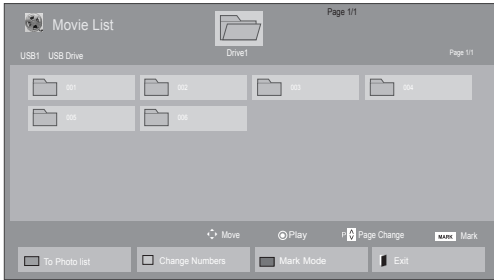 Page 1/1
Movie List
Drive1
USB1 USB Drive
Page 1/1
001 002 003 004
005 006
Move Play P Page Change MARK Mark
To Photo list Change Numbers Mark Mode Exit